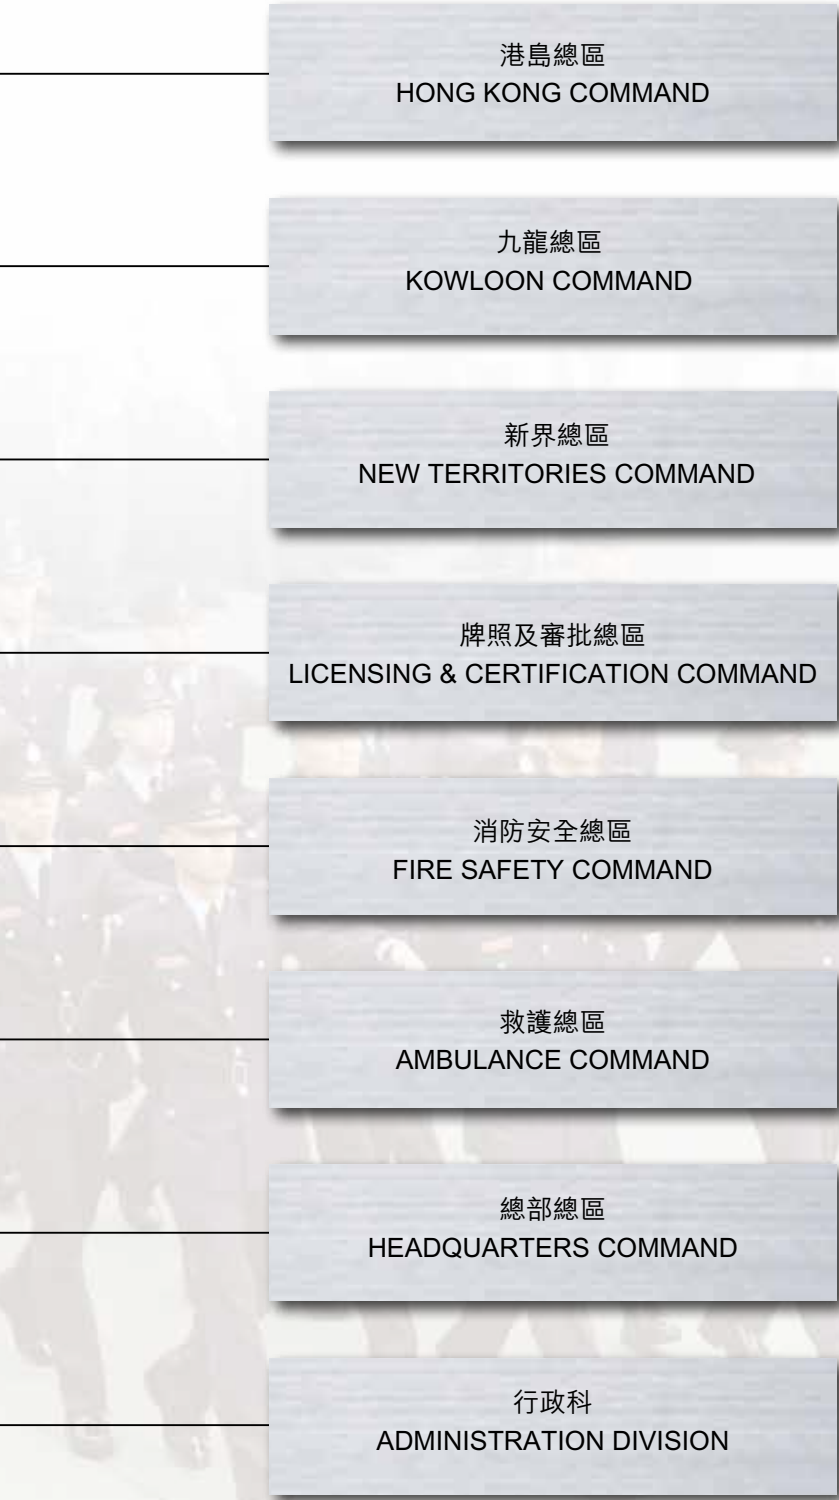 港島總區
HONG KONG COMMAND
九龍總區
KOWLOON COMMAND
新界總區
NEW TERRITORIES COMMAND
牌照及審批總區
LICENSING & CERTIFICATION COMMAND
消防安全總區
FIRE SAFETY COMMAND
救護總區
AMBULANCE COMMAND
總部總區
HEADQUARTERS COMMAND
行政科
ADMINISTRATION DIVISION